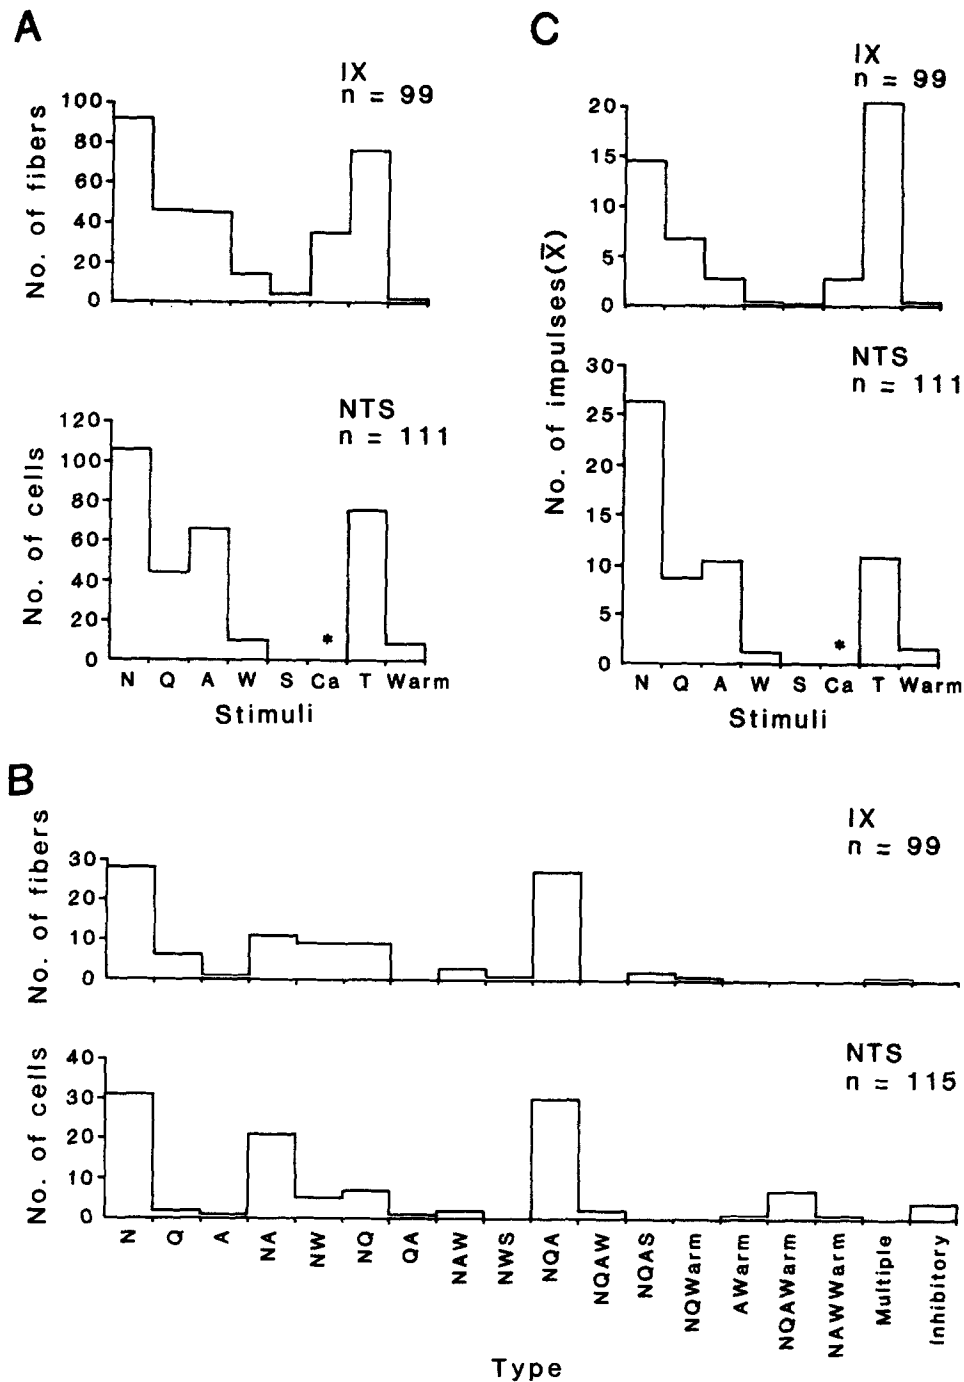 A
IX
n = 99
No. of fibers
100
80
60
40
20
0
NTS
n = 111
No. of cells
120
100
80
60
40
20
0
N Q A W S Ca T Warm
*
Stimuli
C
IX
n = 99
No. of impulses(X̅)
20
15
10
5
0
NTS
n = 111
30
25
20
15
10
5
0
*
N Q A W S Ca T Warm
Stimuli
B
IX
n = 99
No. of fibers
30
20
10
0
NTS
n = 115
No. of cells
40
30
20
10
0
N Q A NA NW NQ QA NAW NWS NQA NQAW NQAS NQWarm AWarm NQAWarm NAWWarm Multiple Inhibitory
Type